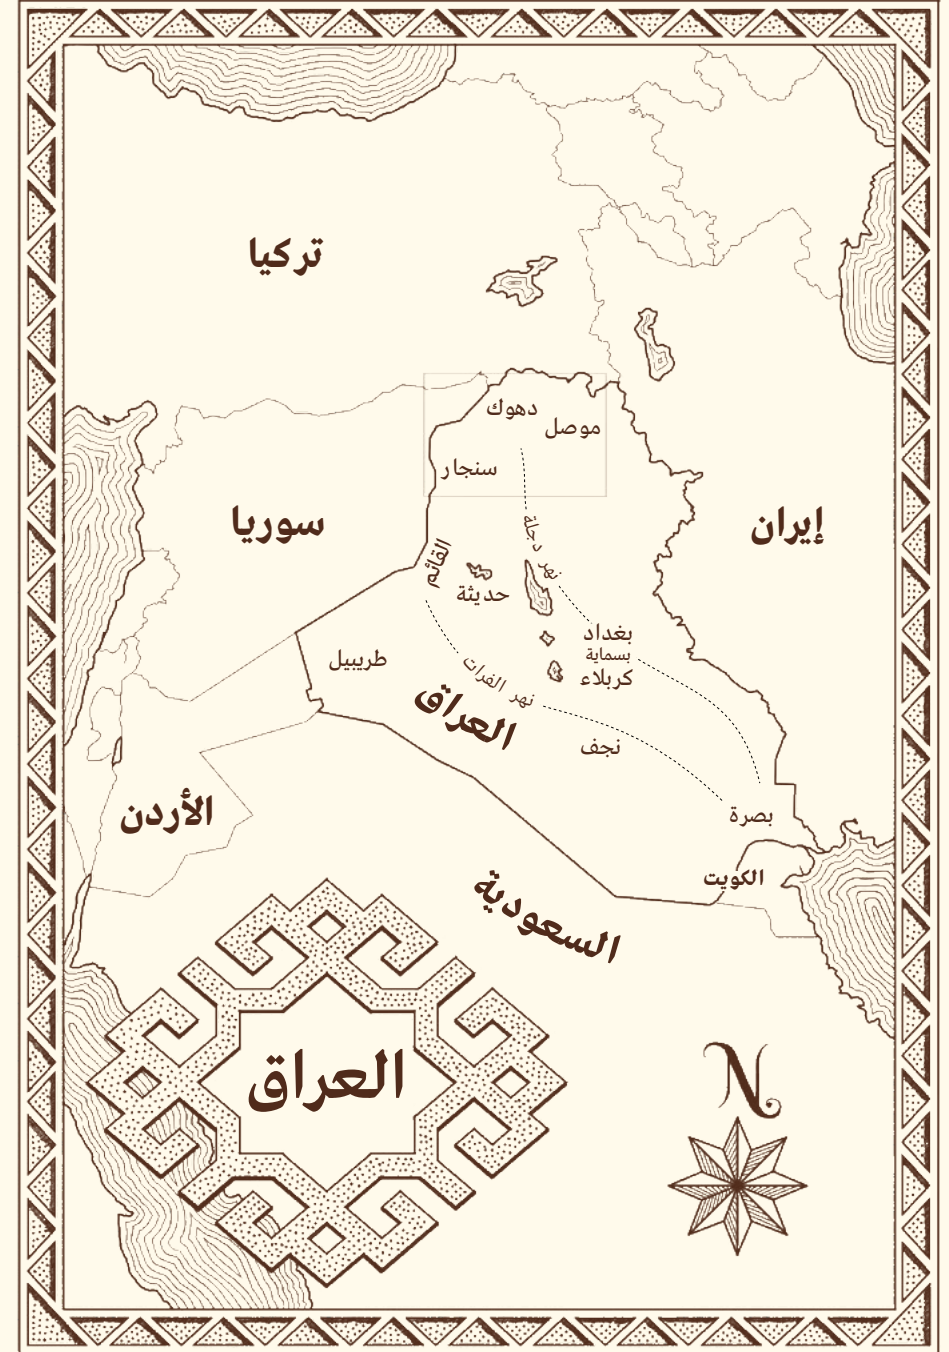 تركيا
دهوك
موصل
سنجار
سوريا
إيران
نهر دجلة
القائم
حديثة
بغداد
بسماية
كربلاء
طريبيل
نهر الفرات
العراق
نجف
الأردن
بصرة
الكويت
السعودية
العراق
N